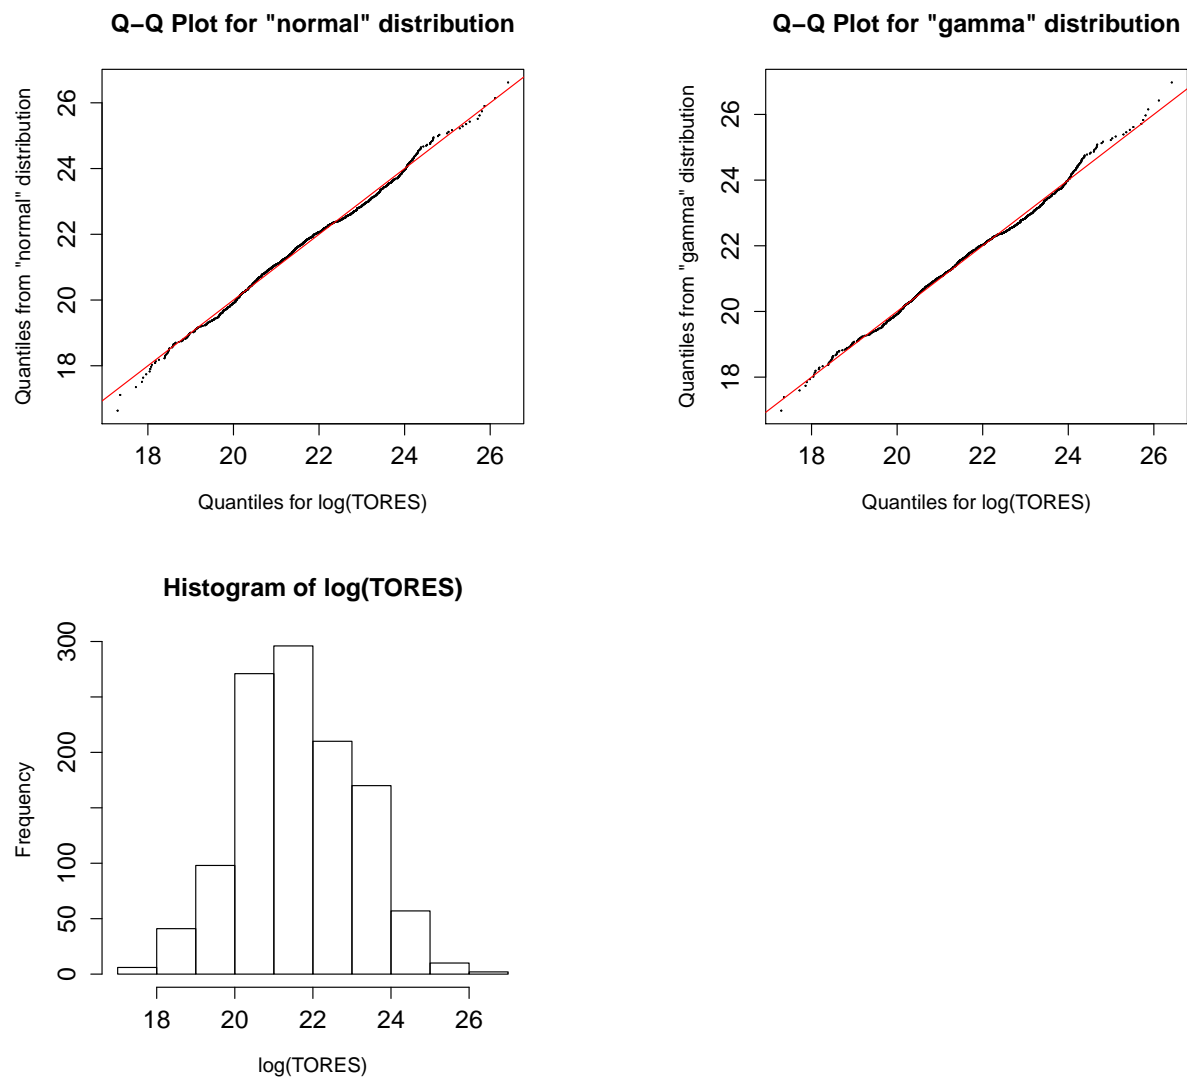 Q−Q Plot for "normal" distribution
Quantiles from "normal" distribution
26
24
22
20
18
18 20 22 24 26
Quantiles for log(TORES)
Q−Q Plot for "gamma" distribution
Quantiles from "gamma" distribution
26
24
22
20
18
18 20 22 24 26
Quantiles for log(TORES)
Histogram of log(TORES)
Frequency
300
200
100
50
0
18 20 22 24 26
log(TORES)